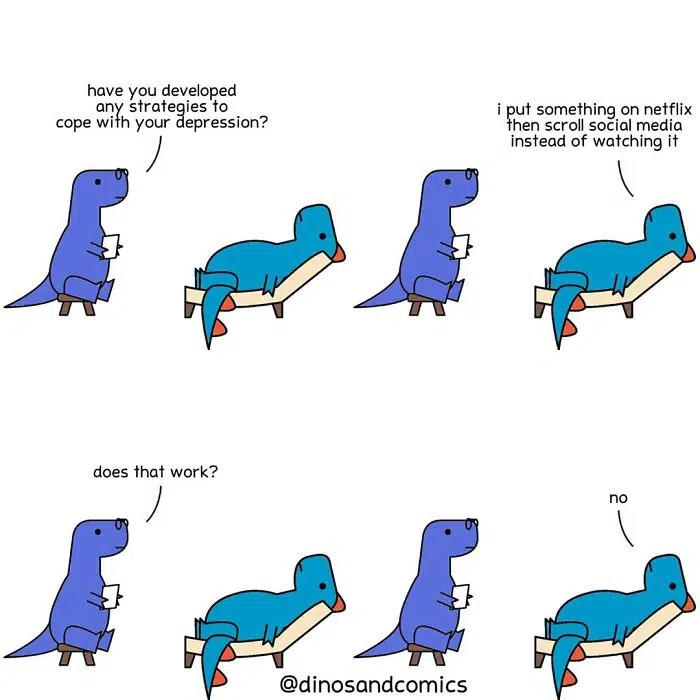 have you developed
any strategies to
cope with your depression?
i put something on netflix
then scroll social media
instead of watching it
does that work?
no
@dinosandcomics